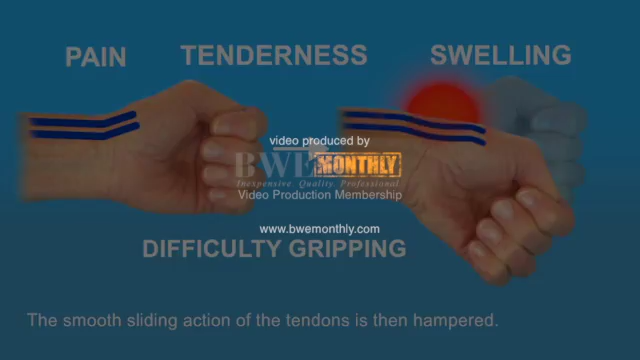 PAIN TENDERNESS SWELLING
video produced by
BWE MONTHLY
Inexpensive Quality Professional
Video Production Membership
www.bwemonthly.com
DIFFICULTY GRIPPING
The smooth sliding action of the tendons is then hampered.